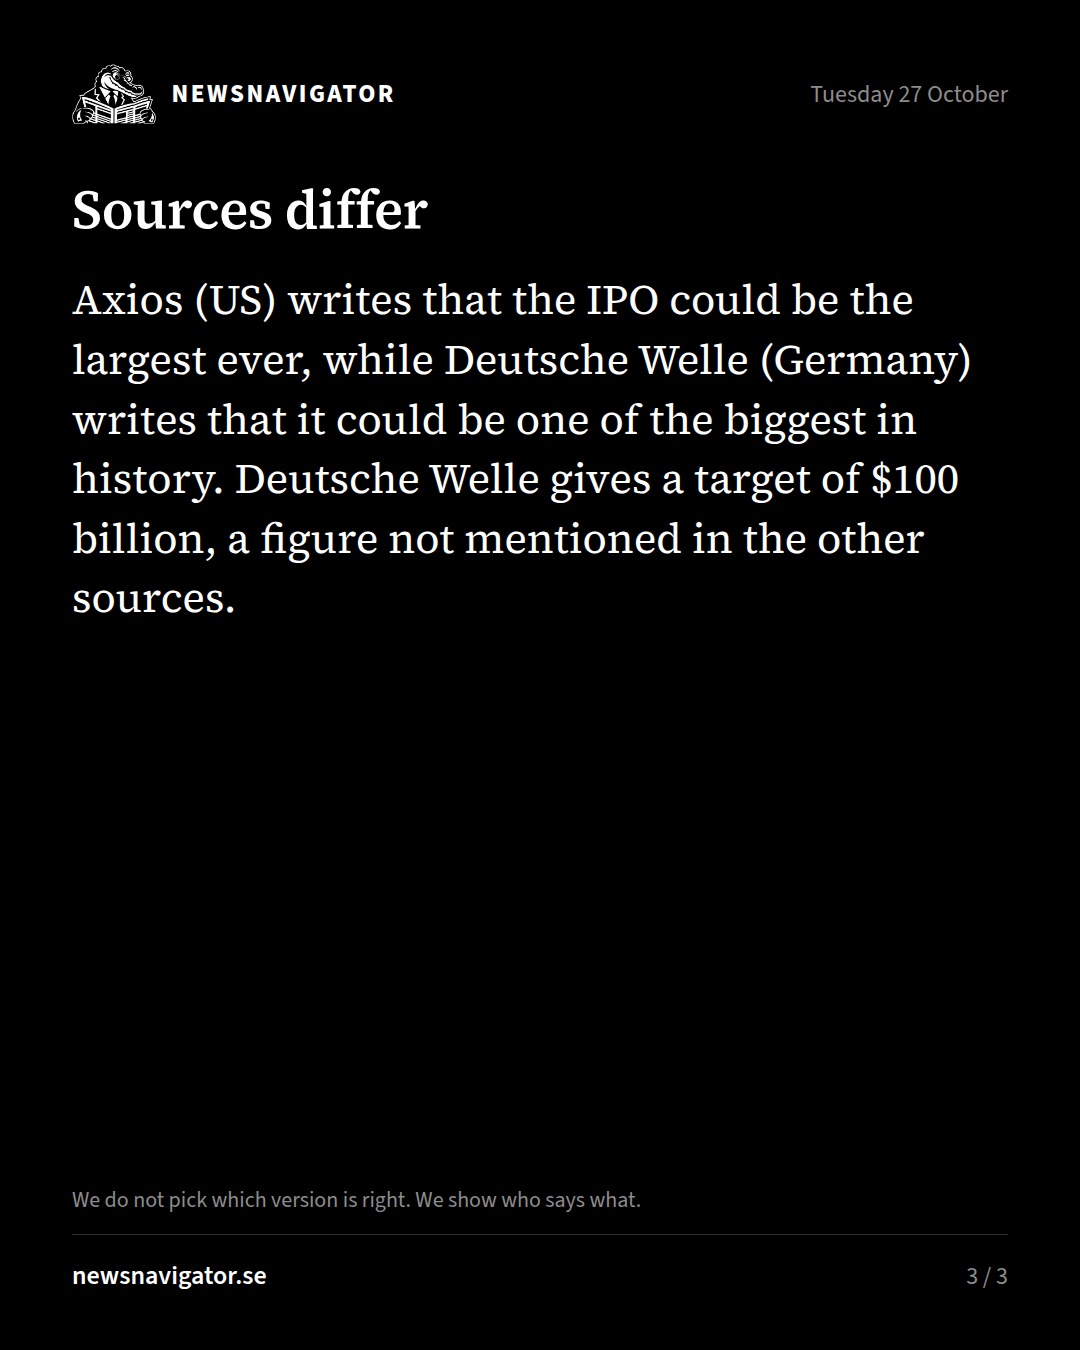 NEWSNAVIGATOR
Tuesday 27 October
Sources differ
Axios (US) writes that the IPO could be the
largest ever, while Deutsche Welle (Germany)
writes that it could be one of the biggest in
history. Deutsche Welle gives a target of $100
billion, a figure not mentioned in the other
sources.
We do not pick which version is right. We show who says what.
newsnavigator.se
3 / 3